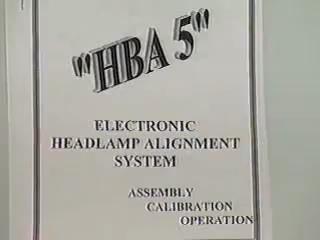 "HBA 5"
ELECTRONIC
HEADLAMP ALIGNMENT
SYSTEM
ASSEMBLY
CALIBRATION
OPERATION